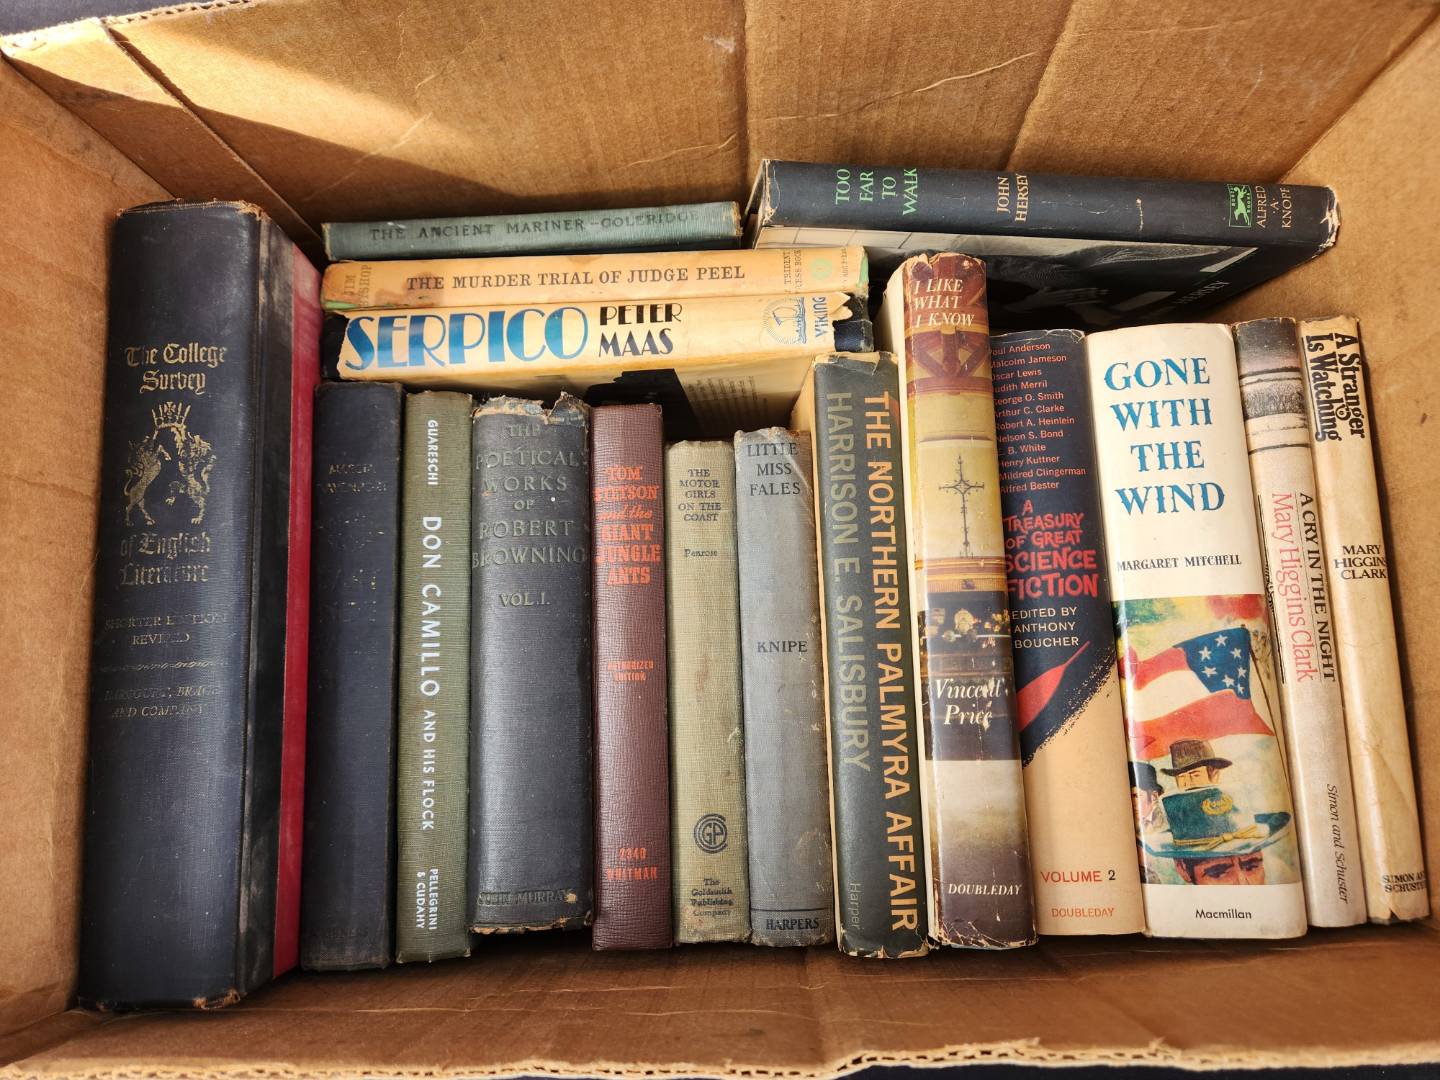 The College
Survey
of English
Literature
SHORTER EDITION
REVISED
HARCOURT, BRACE
AND COMPANY
THE ANCIENT MARINER - COLERIDGE
JIM
BISHOP
THE MURDER TRIAL OF JUDGE PEEL
TRIDENT
PRESS BOOK
SERPICO
PETER
MAAS
VIKING
TOO
FAR
TO
WALK
JOHN
HERSEY
ALFRED
·A·
KNOPF
HERSEY
GUARESCHI
DON CAMILLO AND HIS FLOCK
PELLEGRINI
& CUDAHY
THE
POETICAL
WORKS
OF
ROBERT
BROWNING
VOL. I.
JOHN MURRAY
TOM
STETSON
and the
GIANT
JUNGLE
ANTS
AUTHORIZED
EDITION
2340
WHITMAN
THE
MOTOR
GIRLS
ON THE
COAST
Penrose
The
Goldsmith
Publishing
Company
LITTLE
MISS
FALES
KNIPE
HARPERS
THE NORTHERN PALMYRA AFFAIR
HARRISON E. SALISBURY
Harper
I LIKE
WHAT
I KNOW
Vincent
Price
DOUBLEDAY
Poul Anderson
Malcolm Jameson
Oscar Lewis
Judith Merril
George O. Smith
Arthur C. Clarke
Robert A. Heinlein
Nelson S. Bond
E. B. White
Henry Kuttner
Mildred Clingerman
Alfred Bester
A
TREASURY
OF GREAT
SCIENCE
FICTION
EDITED BY
ANTHONY
BOUCHER
VOLUME 2
DOUBLEDAY
GONE
WITH
THE
WIND
MARGARET MITCHELL
Macmillan
A CRY IN THE NIGHT
Mary Higgins Clark
Simon and Schuster
A Stranger
Is Watching
MARY
HIGGINS
CLARK
SIMON AND
SCHUSTER